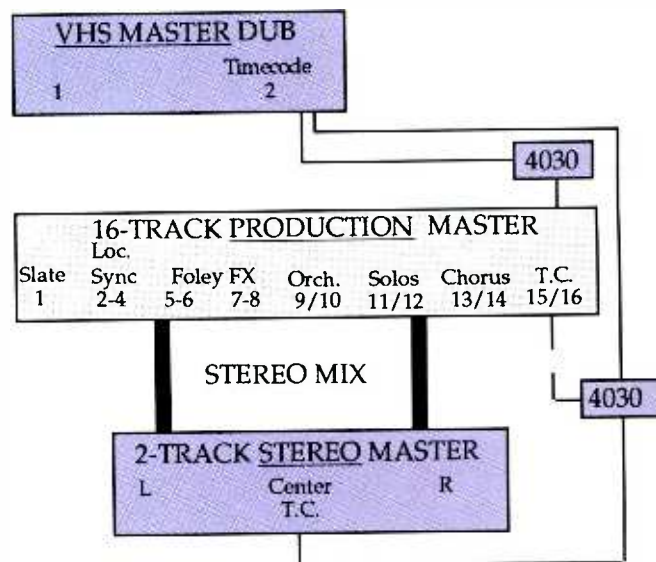 VHS MASTER DUB
Timecode
1 2
4030
16-TRACK PRODUCTION MASTER
Loc.
Slate Sync Foley FX Orch. Solos Chorus T.C.
1 2-4 5-6 7-8 9/10 11/12 13/14 15/16
STEREO MIX
4030
2-TRACK STEREO MASTER
L Center R
T.C.